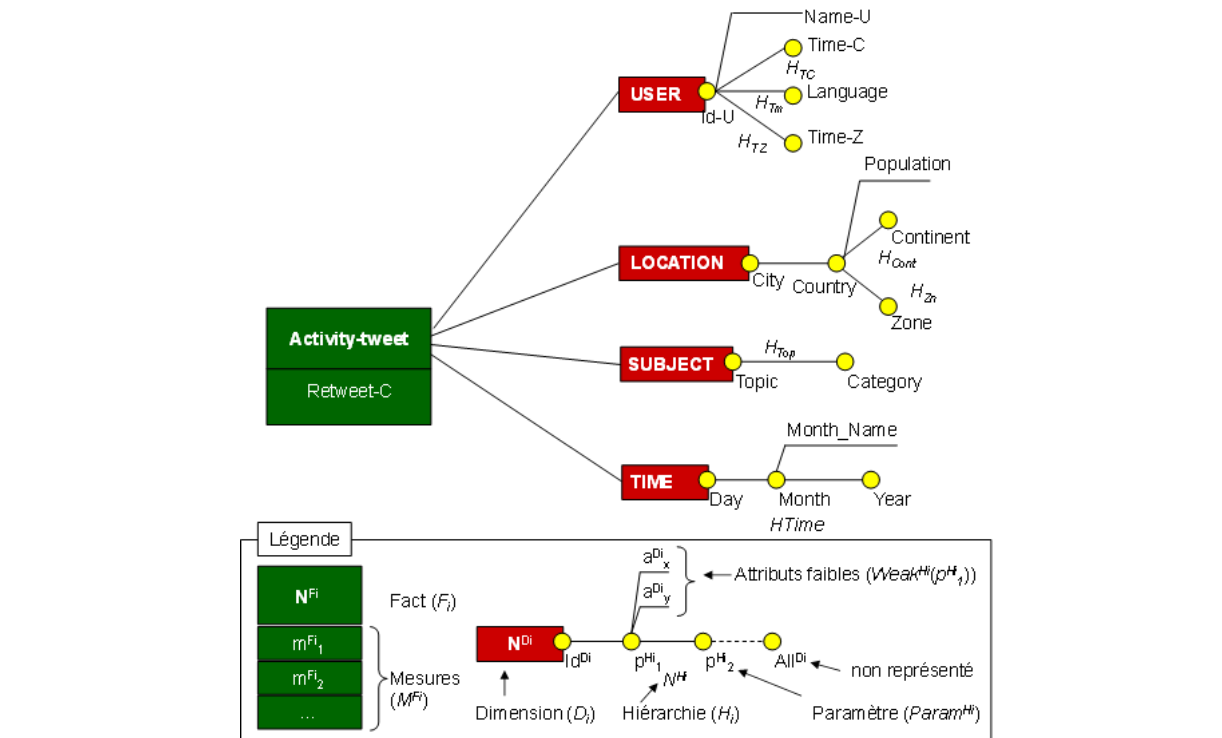 Name-U
Time-C
H_TC
USER
Language
H_Tm
Id-U
Time-Z
H_TZ
Population
Continent
H_Cont
LOCATION
City
Country
H_Zn
Zone
Activity-tweet
Retweet-C
H_Top
SUBJECT
Topic
Category
Month_Name
TIME
Day
Month
Year
HTime
Légende
N^Fi
Fact (F_i)
m^Fi_1
m^Fi_2
...
Mesures
(M^Fi)
a^Di_x
a^Di_y
Attributs faibles (Weak^Hi(p^Hi_1))
N^Di
Id^Di
p^Hi_1
N^Hi
p^Hi_2
All^Di
non représenté
Dimension (D_i)
Hiérarchie (H_i)
Paramètre (Param^Hi)